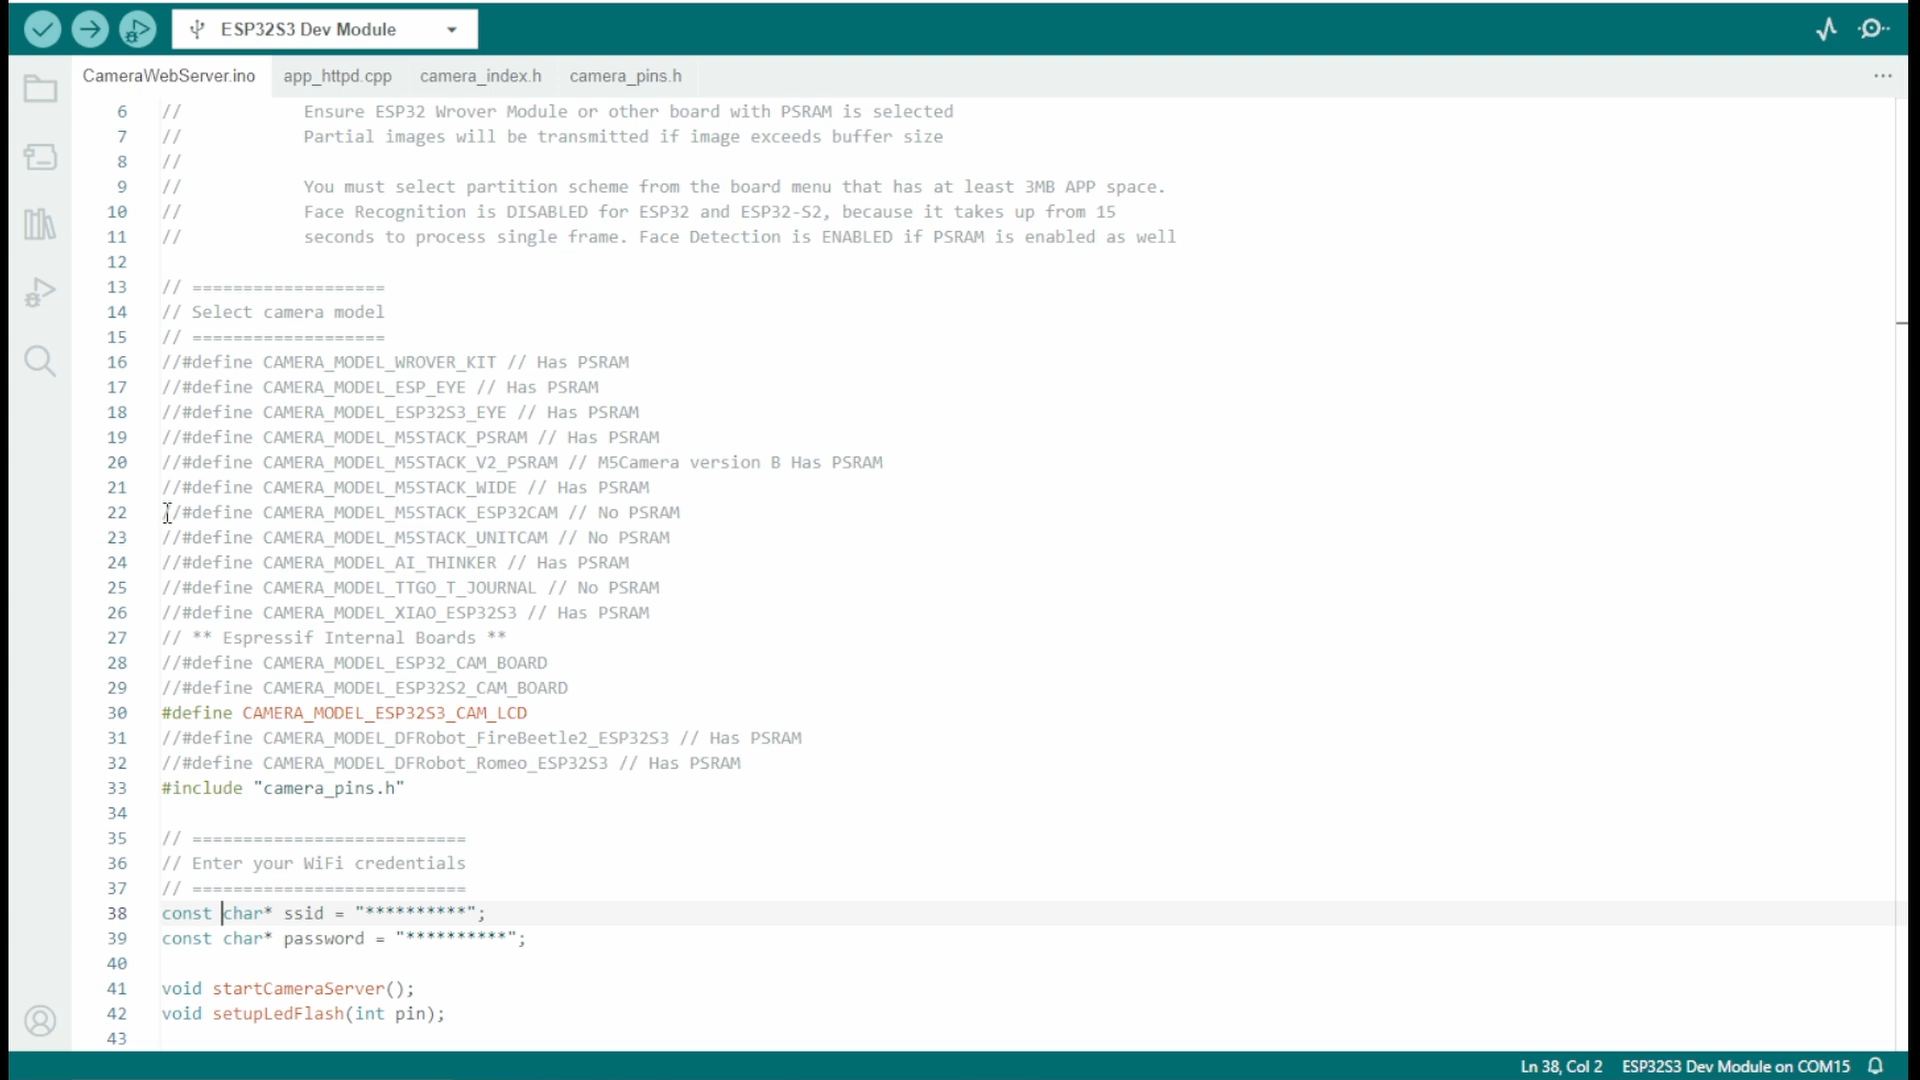 ESP32S3 Dev Module
CameraWebServer.ino app_httpd.cpp camera_index.h camera_pins.h ...
6 // Ensure ESP32 Wrover Module or other board with PSRAM is selected
7 // Partial images will be transmitted if image exceeds buffer size
8 //
9 // You must select partition scheme from the board menu that has at least 3MB APP space.
10 // Face Recognition is DISABLED for ESP32 and ESP32-S2, because it takes up from 15
11 // seconds to process single frame. Face Detection is ENABLED if PSRAM is enabled as well
12
13 // ===================
14 // Select camera model
15 // ===================
16 //#define CAMERA_MODEL_WROVER_KIT // Has PSRAM
17 //#define CAMERA_MODEL_ESP_EYE // Has PSRAM
18 //#define CAMERA_MODEL_ESP32S3_EYE // Has PSRAM
19 //#define CAMERA_MODEL_M5STACK_PSRAM // Has PSRAM
20 //#define CAMERA_MODEL_M5STACK_V2_PSRAM // M5Camera version B Has PSRAM
21 //#define CAMERA_MODEL_M5STACK_WIDE // Has PSRAM
22 //#define CAMERA_MODEL_M5STACK_ESP32CAM // No PSRAM
23 //#define CAMERA_MODEL_M5STACK_UNITCAM // No PSRAM
24 //#define CAMERA_MODEL_AI_THINKER // Has PSRAM
25 //#define CAMERA_MODEL_TTGO_T_JOURNAL // No PSRAM
26 //#define CAMERA_MODEL_XIAO_ESP32S3 // Has PSRAM
27 // ** Espressif Internal Boards **
28 //#define CAMERA_MODEL_ESP32_CAM_BOARD
29 //#define CAMERA_MODEL_ESP32S2_CAM_BOARD
30 #define CAMERA_MODEL_ESP32S3_CAM_LCD
31 //#define CAMERA_MODEL_DFRobot_FireBeetle2_ESP32S3 // Has PSRAM
32 //#define CAMERA_MODEL_DFRobot_Romeo_ESP32S3 // Has PSRAM
33 #include "camera_pins.h"
34
35 // ===========================
36 // Enter your WiFi credentials
37 // ===========================
38 const char* ssid = "**********";
39 const char* password = "**********";
40
41 void startCameraServer();
42 void setupLedFlash(int pin);
43
Ln 38, Col 2 ESP32S3 Dev Module on COM15